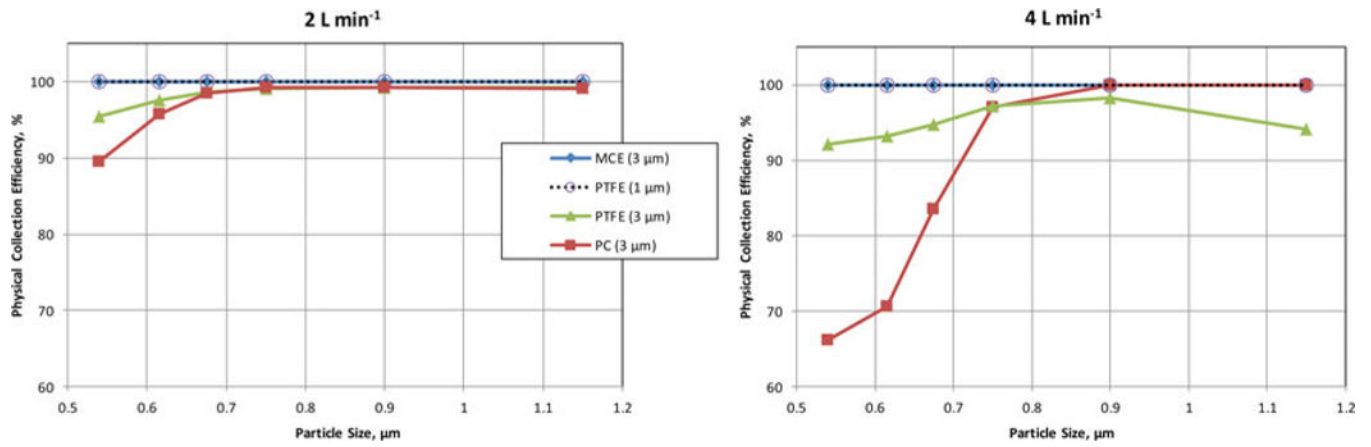 2 L min-1
Physical Collection Efficiency, %
100
90
80
70
60
0.5 0.6 0.7 0.8 0.9 1 1.1 1.2
Particle Size, µm
MCE (3 µm)
PTFE (1 µm)
PTFE (3 µm)
PC (3 µm)
4 L min-1
Physical Collection Efficiency, %
100
90
80
70
60
0.5 0.6 0.7 0.8 0.9 1 1.1 1.2
Particle Size, µm